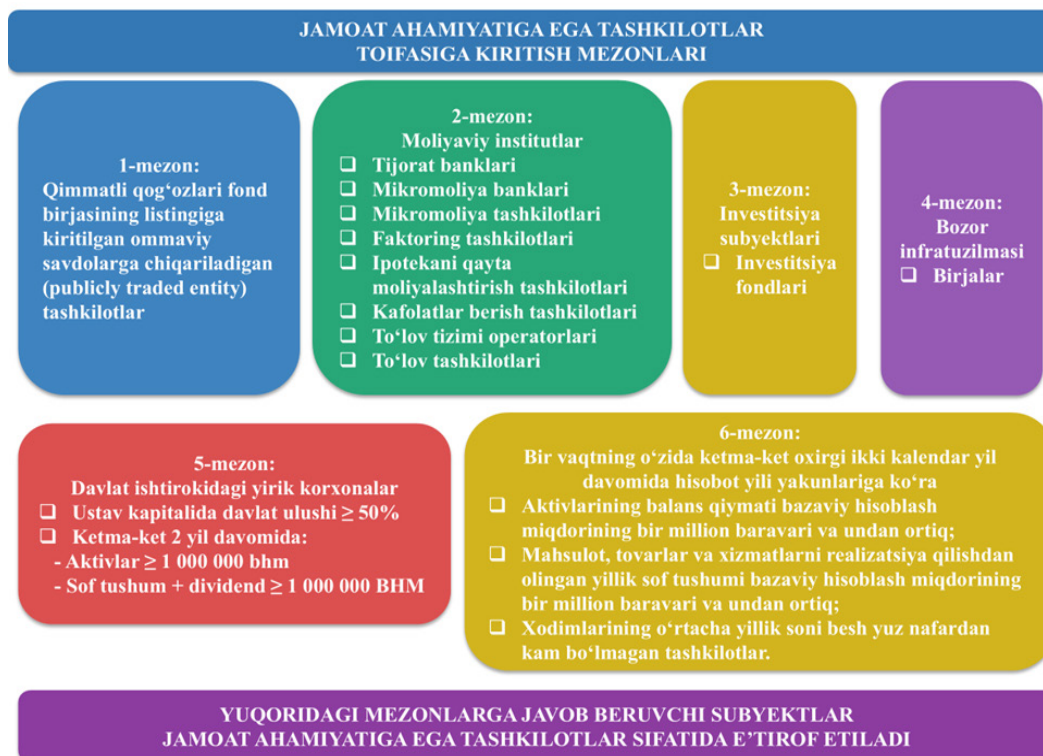 JAMOAT AHAMIYATIGA EGA TASHKILOTLAR
TOIFASIGA KIRITISH MEZONLARI
1-mezon:
Qimmatli qog‘ozlari fond
birjasining listingiga
kiritilgan ommaviy
savdolarga chiqariladigan
(publicly traded entity)
tashkilotlar
2-mezon:
Moliyaviy institutlar
❑ Tijorat banklari
❑ Mikromoliya banklari
❑ Mikromoliya tashkilotlari
❑ Faktoring tashkilotlari
❑ Ipotekani qayta
moliyalashtirish tashkilotlari
❑ Kafolatlar berish tashkilotlari
❑ To‘lov tizimi operatorlari
❑ To‘lov tashkilotlari
3-mezon:
Investitsiya
subyektlari
❑ Investitsiya
fondlari
4-mezon:
Bozor
infratuzilmasi
❑ Birjalar
5-mezon:
Davlat ishtirokidagi yirik korxonalar
❑ Ustav kapitalida davlat ulushi ≥ 50%
❑ Ketma-ket 2 yil davomida:
- Aktivlar ≥ 1 000 000 bhm
- Sof tushum + dividend ≥ 1 000 000 BHM
6-mezon:
Bir vaqtning o‘zida ketma-ket oxirgi ikki kalendar yil
davomida hisobot yili yakunlariga ko‘ra
❑ Aktivlarining balans qiymati bazaviy hisoblash
miqdorining bir million baravari va undan ortiq;
❑ Mahsulot, tovarlar va xizmatlarni realizatsiya qilishdan
olingan yillik sof tushumi bazaviy hisoblash miqdorining
bir million baravari va undan ortiq;
❑ Xodimlarining o‘rtacha yillik soni besh yuz nafardan
kam bo‘lmagan tashkilotlar.
YUQORIDAGI MEZONLARGA JAVOB BERUVCHI SUBYEKTLAR
JAMOAT AHAMIYATIGA EGA TASHKILOTLAR SIFATIDA E’TIROF ETILADI